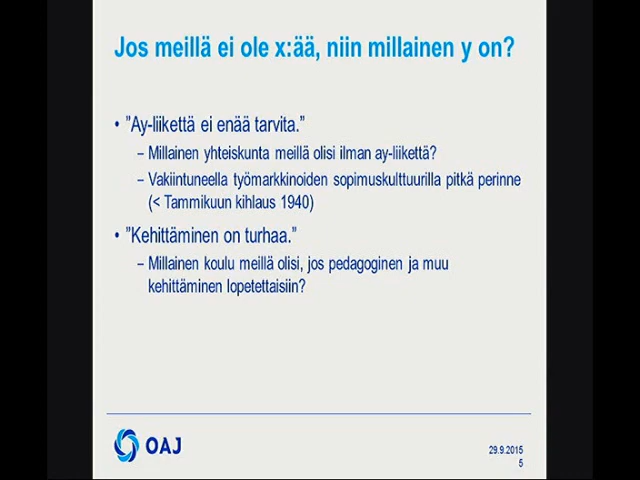 Jos meillä ei ole x:ää, niin millainen y on?
• "Ay-liikettä ei enää tarvita."
– Millainen yhteiskunta meillä olisi ilman ay-liikettä?
– Vakiintuneella työmarkkinoiden sopimuskulttuurilla pitkä perinne
(< Tammikuun kihlaus 1940)
• "Kehittäminen on turhaa."
– Millainen koulu meillä olisi, jos pedagoginen ja muu
kehittäminen lopetettaisiin?
OAJ
29.9.2015
5